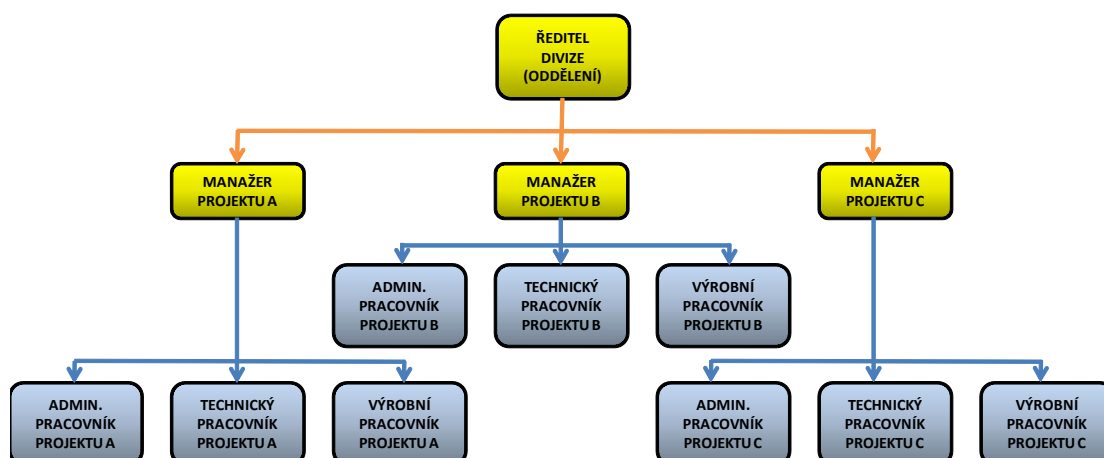 ŘEDITEL
DIVIZE
(ODDĚLENÍ)
MANAŽER
PROJEKTU A
MANAŽER
PROJEKTU B
MANAŽER
PROJEKTU C
ADMIN.
PRACOVNÍK
PROJEKTU B
TECHNICKÝ
PRACOVNÍK
PROJEKTU B
VÝROBNÍ
PRACOVNÍK
PROJEKTU B
ADMIN.
PRACOVNÍK
PROJEKTU A
TECHNICKÝ
PRACOVNÍK
PROJEKTU A
VÝROBNÍ
PRACOVNÍK
PROJEKTU A
ADMIN.
PRACOVNÍK
PROJEKTU C
TECHNICKÝ
PRACOVNÍK
PROJEKTU C
VÝROBNÍ
PRACOVNÍK
PROJEKTU C